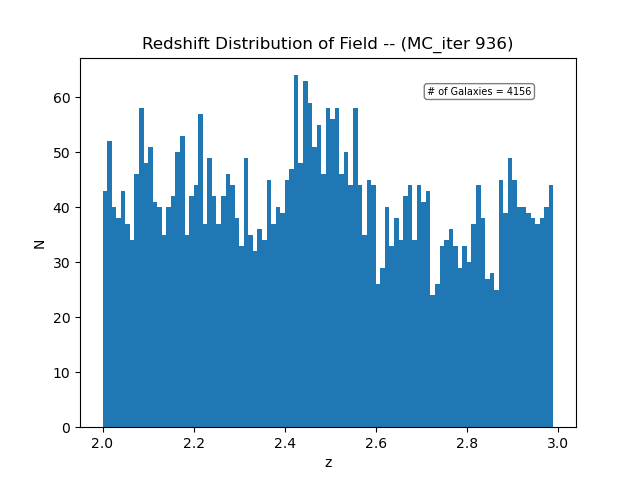 Redshift Distribution of Field -- (MC_iter 936)
# of Galaxies = 4156
60
50
40
30
20
10
0
N
2.0 2.2 2.4 2.6 2.8 3.0
z